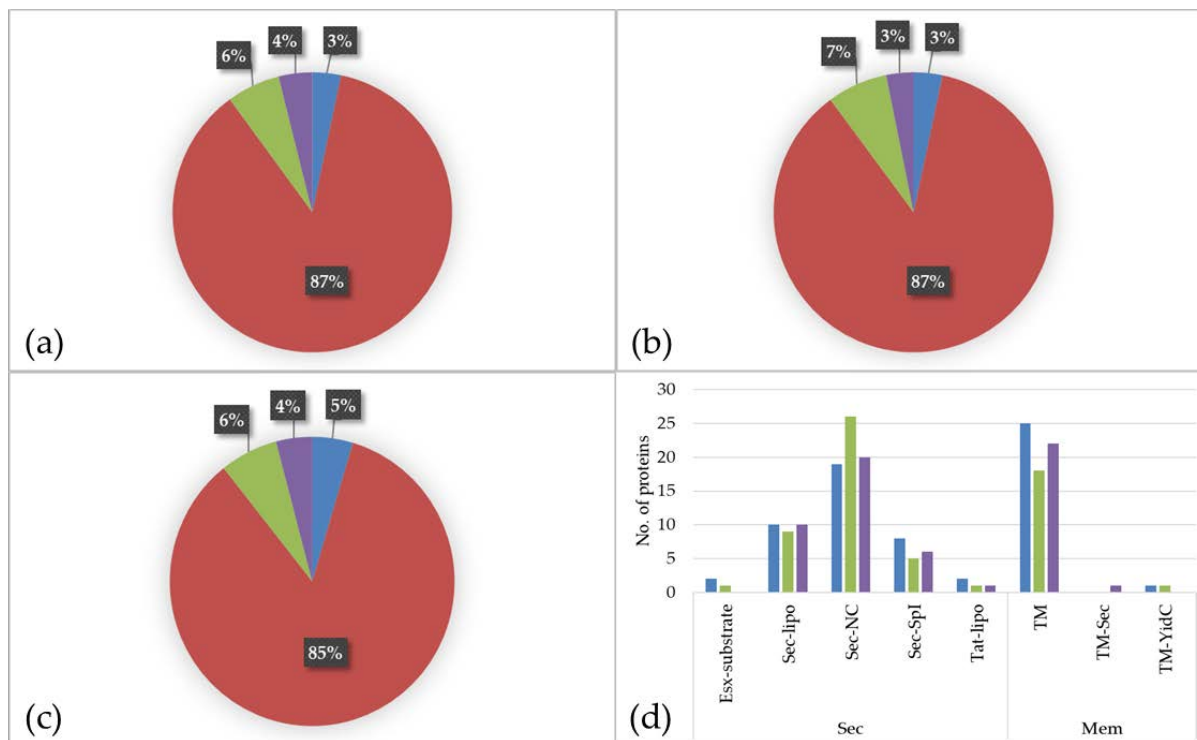 6%
4%
3%
87%
(a)
7%
3%
3%
87%
(b)
6%
4%
5%
85%
(c)
30
25
20
15
10
5
0
No. of proteins
Esx-substrate
Sec-lipo
Sec-NC
Sec-SpI
Tat-lipo
TM
TM-Sec
TM-YidC
Sec
Mem
(d)